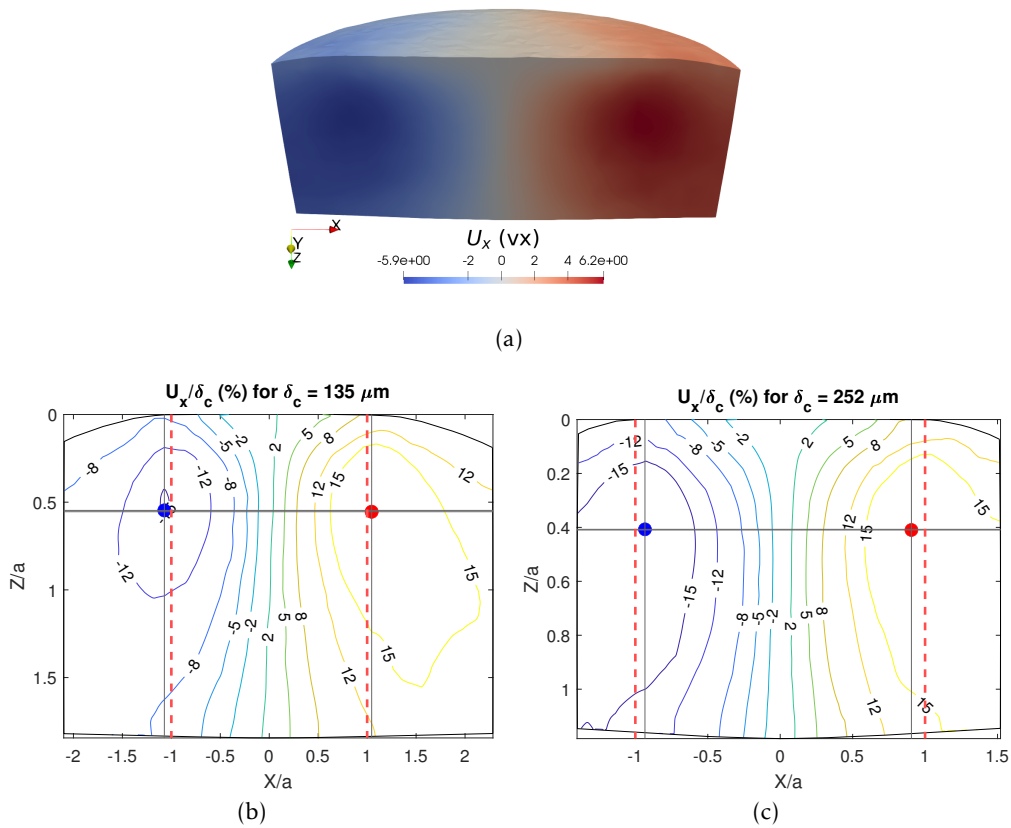 X
Y
Z
U_x (vx)
-5.9e+00 -2 0 2 4 6.2e+00
(a)
U_x/δ_c (%) for δ_c = 135 μm
0
0.5
1
1.5
Z/a
-8 -5 -2 2 5 8 12
-12 -8 12 15
-12 15
-8 -5 -2 2 5 8 12 15
-2 -1 0 1 2
-1.5 -0.5 0.5 1.5
X/a
(b)
U_x/δ_c (%) for δ_c = 252 μm
0
0.2
0.4
0.6
0.8
1
Z/a
-12 -8 -5 -2 2 5 8
-15 15
12 15
-15 -12 -8 -5 -2 2 5 8
12 15
-1 -0.5 0 0.5 1 1.5
X/a
(c)